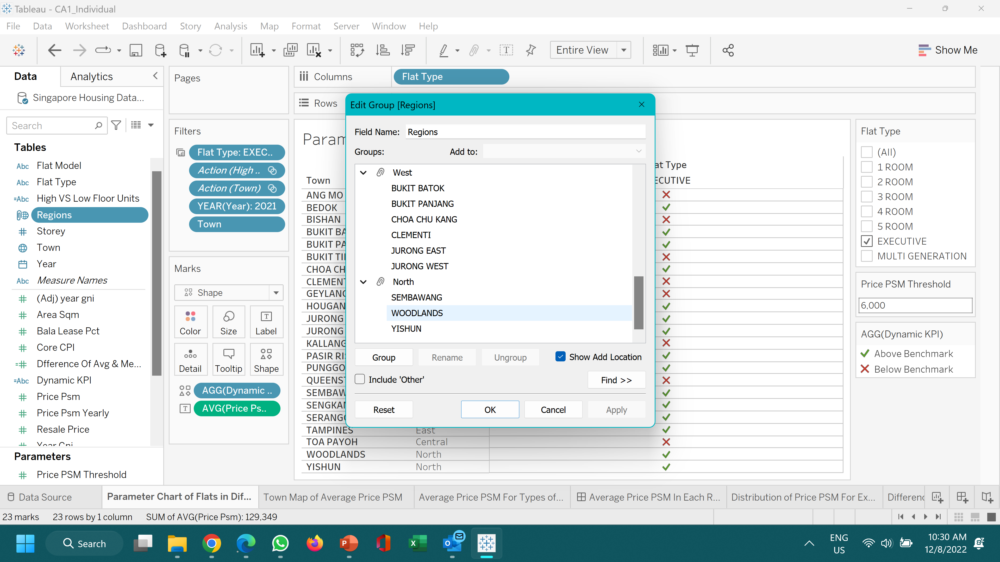 Tableau - CA1_Individual
File Data Worksheet Dashboard Story Analysis Map Format Server Window Help
Entire View
Show Me
Data Analytics
Singapore Housing Data...
Search
Tables
Abc Flat Model
Abc Flat Type
=Abc High VS Low Floor Units
Regions
# Storey
Town
Year
Abc Measure Names
# (Adj) year gni
# Area Sqm
# Bala Lease Pct
# Core CPI
=# Dfference Of Avg & Me...
=Abc Dynamic KPI
# Price Psm
# Price Psm Yearly
# Resale Price
# Year Gni
Parameters
# Price PSM Threshold
Pages
Filters
Flat Type: EXEC..
Action (High ..
Action (Town)
YEAR(Year): 2021
Town
Marks
Shape
Color Size Label
Detail Tooltip Shape
AGG(Dynamic ..
AVG(Price Ps..
Columns Flat Type
Rows
Param
at Type
Town
ECUTIVE
ANG MO
BEDOK
BISHAN
BUKIT BA
BUKIT PA
BUKIT TI
CHOA CH
CLEMENT
GEYLANG
HOUGAN
JURONG
JURONG
KALLANG
PASIR RI
PUNGGO
QUEENST
SEMBAW
SENGKAN
SERANGO
TAMPINES East
TOA PAYOH Central
WOODLANDS North
YISHUN North
Edit Group [Regions]
Field Name: Regions
Groups: Add to:
West
BUKIT BATOK
BUKIT PANJANG
CHOA CHU KANG
CLEMENTI
JURONG EAST
JURONG WEST
North
SEMBAWANG
WOODLANDS
YISHUN
Group Rename Ungroup Show Add Location
Include 'Other' Find >>
Reset OK Cancel Apply
Flat Type
(All)
1 ROOM
2 ROOM
3 ROOM
4 ROOM
5 ROOM
EXECUTIVE
MULTI GENERATION
Price PSM Threshold
6,000
AGG(Dynamic KPI)
Above Benchmark
Below Benchmark
Data Source Parameter Chart of Flats in Dif... Town Map of Average Price PSM Average Price PSM For Types of... Average Price PSM In Each R... Distribution of Price PSM For Ex... Differenc
23 marks 23 rows by 1 column SUM of AVG(Price Psm): 129,349
Search
ENG
US
10:30 AM
12/8/2022